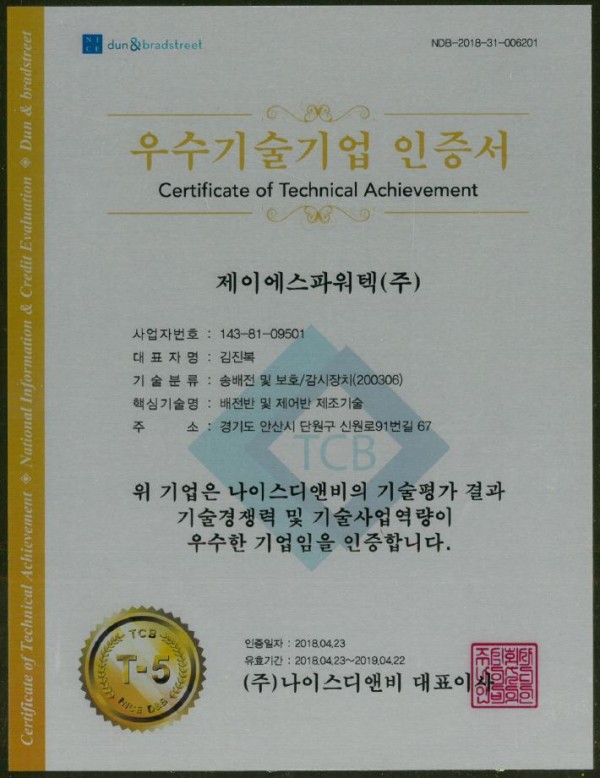 NICE dun & bradstreet
NDB-2018-31-006201
우수기술기업 인증서
Certificate of Technical Achievement
제이에스파워텍(주)
사업자번호 : 143-81-09501
대표자명 : 김진복
기술분류 : 송배전 및 보호/감시장치(200306)
핵심기술명 : 배전반 및 제어반 제조기술
주 소 : 경기도 안산시 단원구 신원로91번길 67
TCB
위 기업은 나이스디앤비의 기술평가 결과
기술경쟁력 및 기술사업역량이
우수한 기업임을 인증합니다.
TCB
T-5
NICE D&B
인증일자 : 2018.04.23
유효기간 : 2018.04.23~2019.04.22
(주)나이스디앤비 대표이사
Certificate of Technical Achievement ◈ National Information & Credit Evaluation ◈ Dun & bradstreet